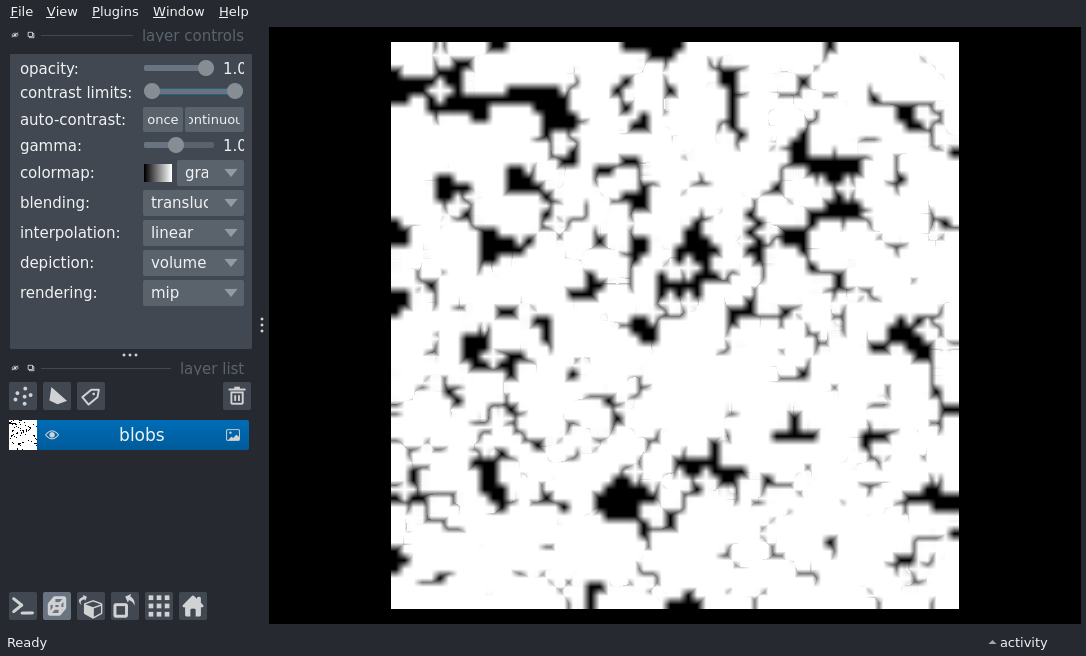 File View Plugins Window Help
layer controls
opacity: 1.0
contrast limits:
auto-contrast: once ontinuou
gamma: 1.0
colormap: gra
blending: transluc
interpolation: linear
depiction: volume
rendering: mip
layer list
blobs
Ready
activity